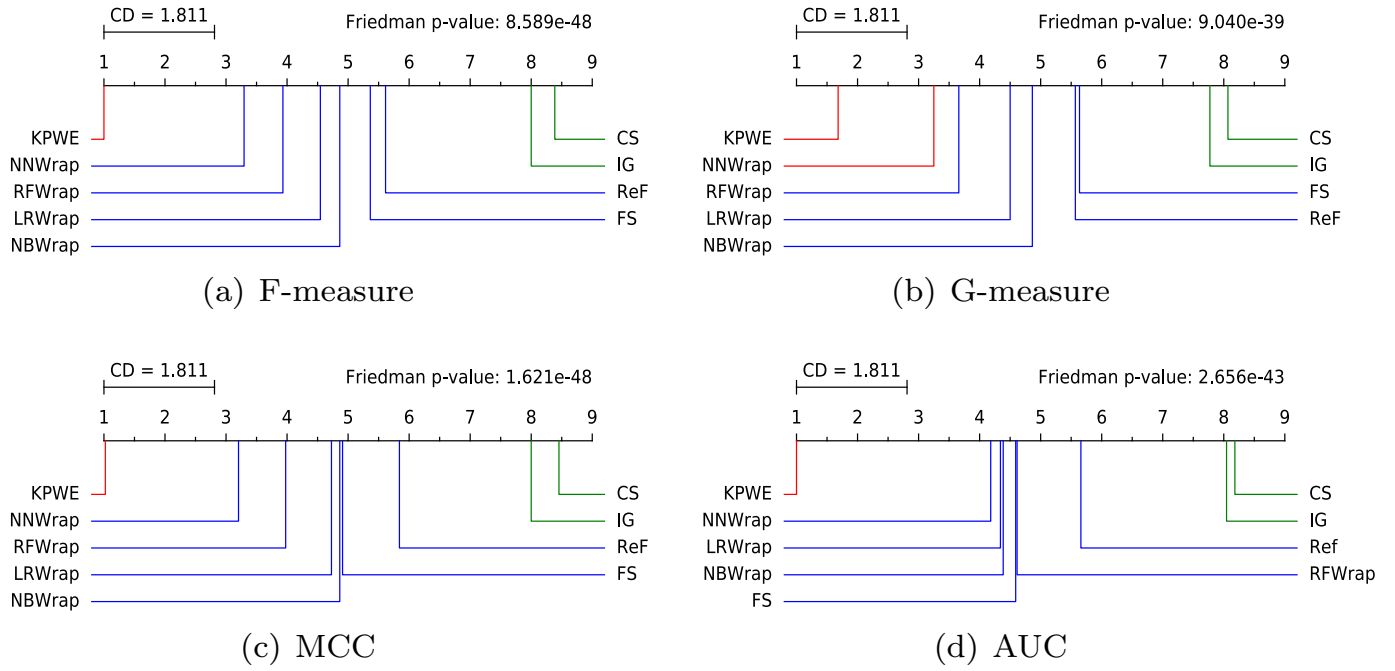 CD = 1.811
Friedman p-value: 8.589e-48
1 2 3 4 5 6 7 8 9
KPWE
NNWrap
RFWrap
LRWrap
NBWrap
CS
IG
ReF
FS
(a) F-measure
CD = 1.811
Friedman p-value: 9.040e-39
1 2 3 4 5 6 7 8 9
KPWE
NNWrap
RFWrap
LRWrap
NBWrap
CS
IG
FS
ReF
(b) G-measure
CD = 1.811
Friedman p-value: 1.621e-48
1 2 3 4 5 6 7 8 9
KPWE
NNWrap
RFWrap
LRWrap
NBWrap
CS
IG
ReF
FS
(c) MCC
CD = 1.811
Friedman p-value: 2.656e-43
1 2 3 4 5 6 7 8 9
KPWE
NNWrap
LRWrap
NBWrap
FS
CS
IG
Ref
RFWrap
(d) AUC